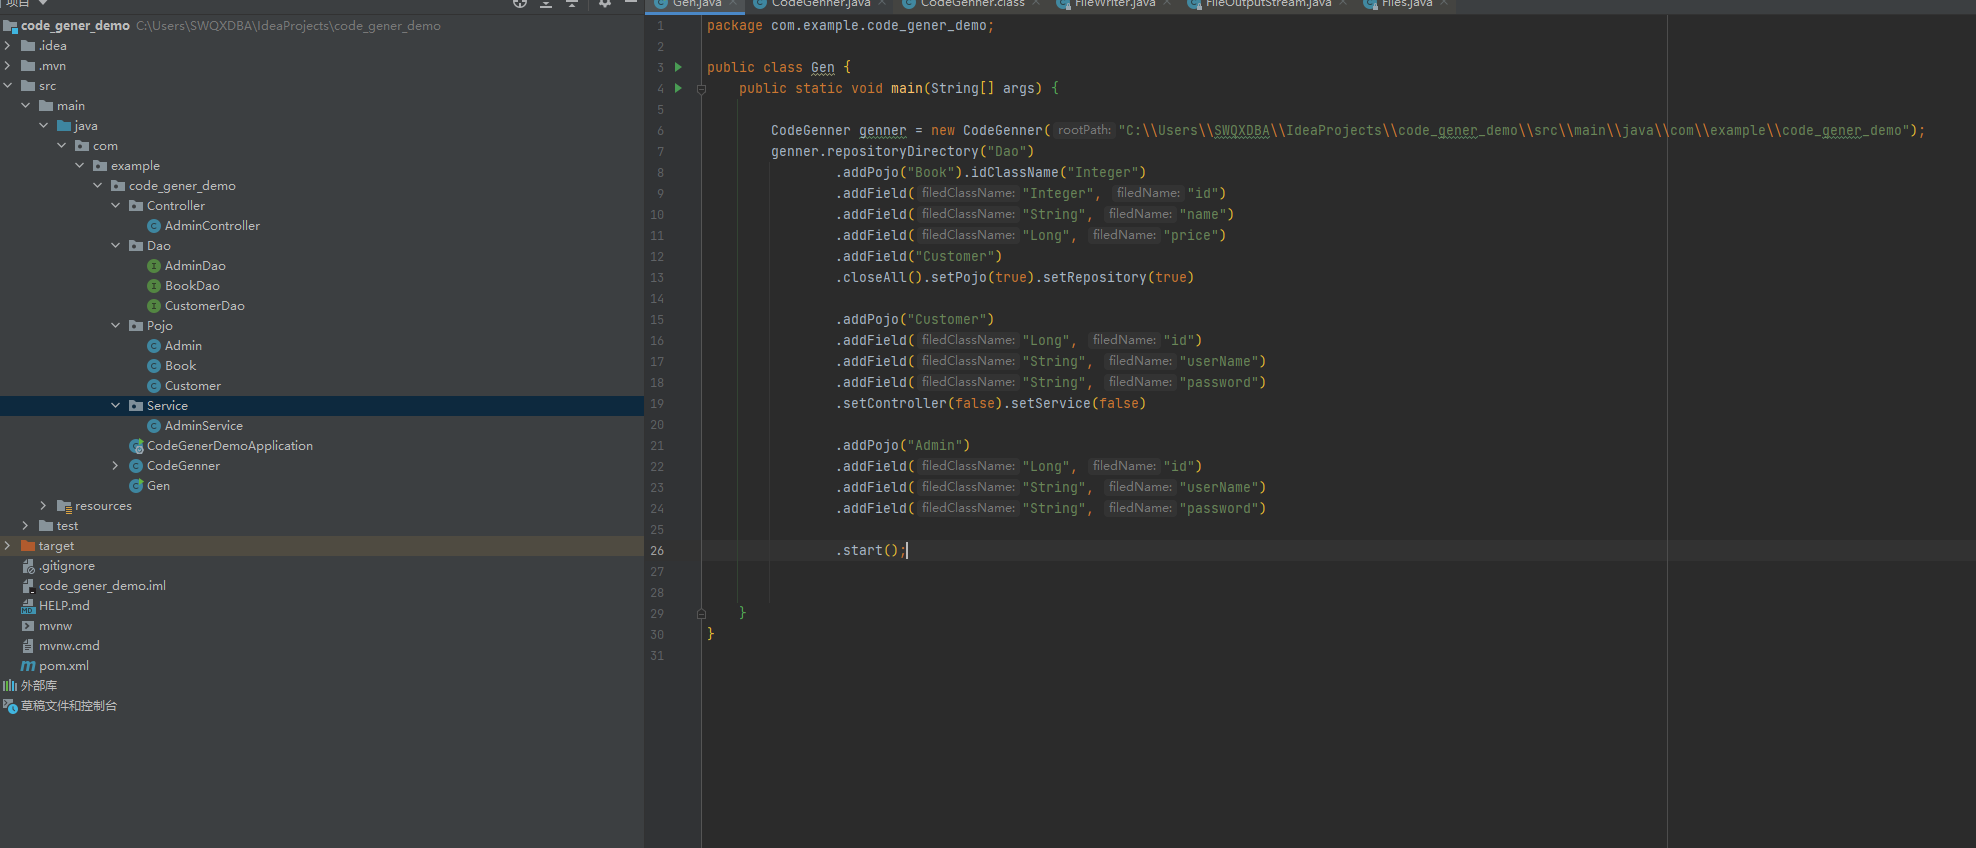 项目
code_gener_demo C:\Users\SWQXDBA\IdeaProjects\code_gener_demo
.idea
.mvn
src
main
java
com
example
code_gener_demo
Controller
AdminController
Dao
AdminDao
BookDao
CustomerDao
Pojo
Admin
Book
Customer
Service
AdminService
CodeGenerDemoApplication
CodeGenner
Gen
resources
test
target
.gitignore
code_gener_demo.iml
HELP.md
mvnw
mvnw.cmd
pom.xml
外部库
草稿文件和控制台
Gen.java CodeGenner.java CodeGenner.class FileWriter.java FileOutputStream.java Files.java
1 package com.example.code_gener_demo;
2
3 public class Gen {
4 public static void main(String[] args) {
5
6 CodeGenner genner = new CodeGenner( rootPath: "C:\\Users\\SWQXDBA\\IdeaProjects\\code_gener_demo\\src\\main\\java\\com\\example\\code_gener_demo");
7 genner.repositoryDirectory("Dao")
8 .addPojo("Book").idClassName("Integer")
9 .addField( filedClassName: "Integer", filedName: "id")
10 .addField( filedClassName: "String", filedName: "name")
11 .addField( filedClassName: "Long", filedName: "price")
12 .addField("Customer")
13 .closeAll().setPojo(true).setRepository(true)
14
15 .addPojo("Customer")
16 .addField( filedClassName: "Long", filedName: "id")
17 .addField( filedClassName: "String", filedName: "userName")
18 .addField( filedClassName: "String", filedName: "password")
19 .setController(false).setService(false)
20
21 .addPojo("Admin")
22 .addField( filedClassName: "Long", filedName: "id")
23 .addField( filedClassName: "String", filedName: "userName")
24 .addField( filedClassName: "String", filedName: "password")
25
26 .start();
27
28
29 }
30 }
31